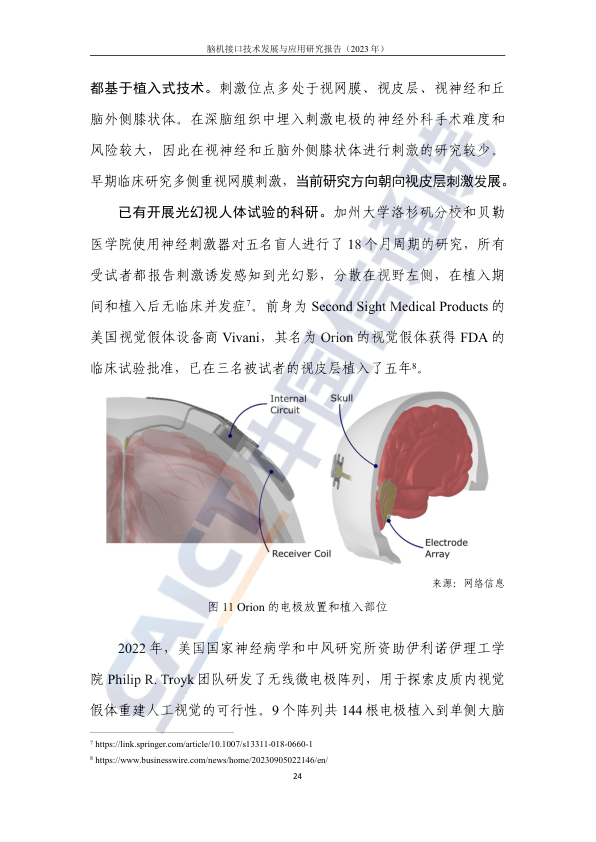 脑机接口技术发展与应用研究报告（2023 年）
都基于植入式技术。刺激位点多处于视网膜、视皮层、视神经和丘
脑外侧膝状体。在深脑组织中埋入刺激电极的神经外科手术难度和
风险较大，因此在视神经和丘脑外侧膝状体进行刺激的研究较少。
早期临床研究多侧重视网膜刺激，当前研究方向朝向视皮层刺激发展。
已有开展光幻视人体试验的科研。加州大学洛杉矶分校和贝勒
医学院使用神经刺激器对五名盲人进行了 18 个月周期的研究，所有
受试者都报告刺激诱发感知到光幻影，分散在视野左侧，在植入期
间和植入后无临床并发症⁷。前身为 Second Sight Medical Products 的
美国视觉假体设备商 Vivani，其名为 Orion 的视觉假体获得 FDA 的
临床试验批准，已在三名被试者的视皮层植入了五年⁸。
Internal
Circuit
Receiver Coil
Skull
Electrode
Array
来源：网络信息
图 11 Orion 的电极放置和植入部位
2022 年，美国国家神经病学和中风研究所资助伊利诺伊理工学
院 Philip R. Troyk 团队研发了无线微电极阵列，用于探索皮质内视觉
假体重建人工视觉的可行性。9 个阵列共 144 根电极植入到单侧大脑
⁷ https://link.springer.com/article/10.1007/s13311-018-0660-1
⁸ https://www.businesswire.com/news/home/20230905022146/en/
24
CAICT 中国信通院